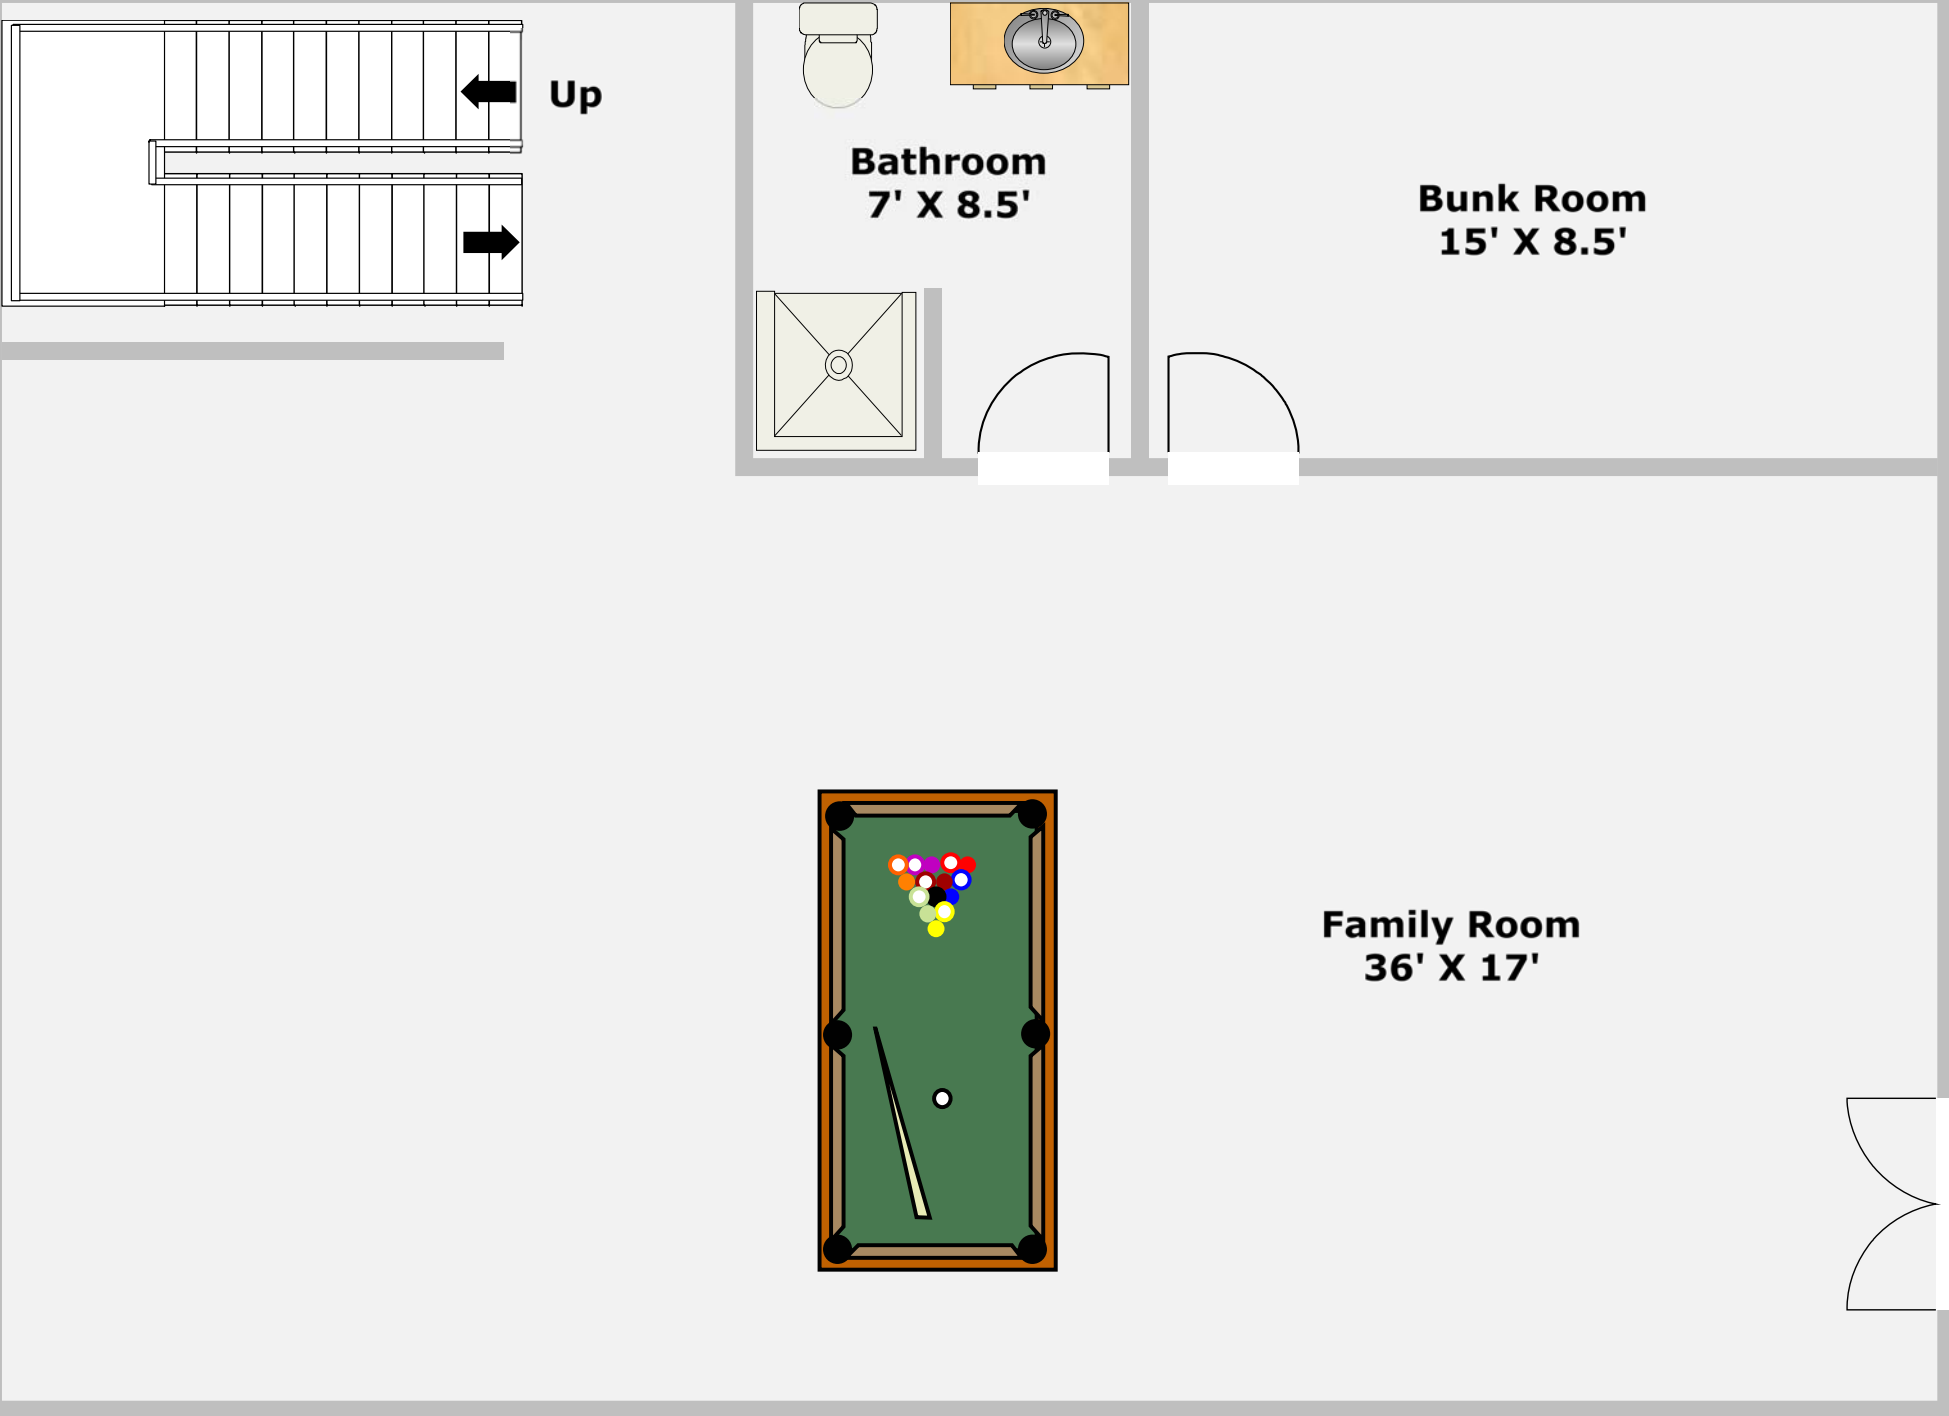 Up
Bathroom
7' X 8.5'
Bunk Room
15' X 8.5'
Family Room
36' X 17'